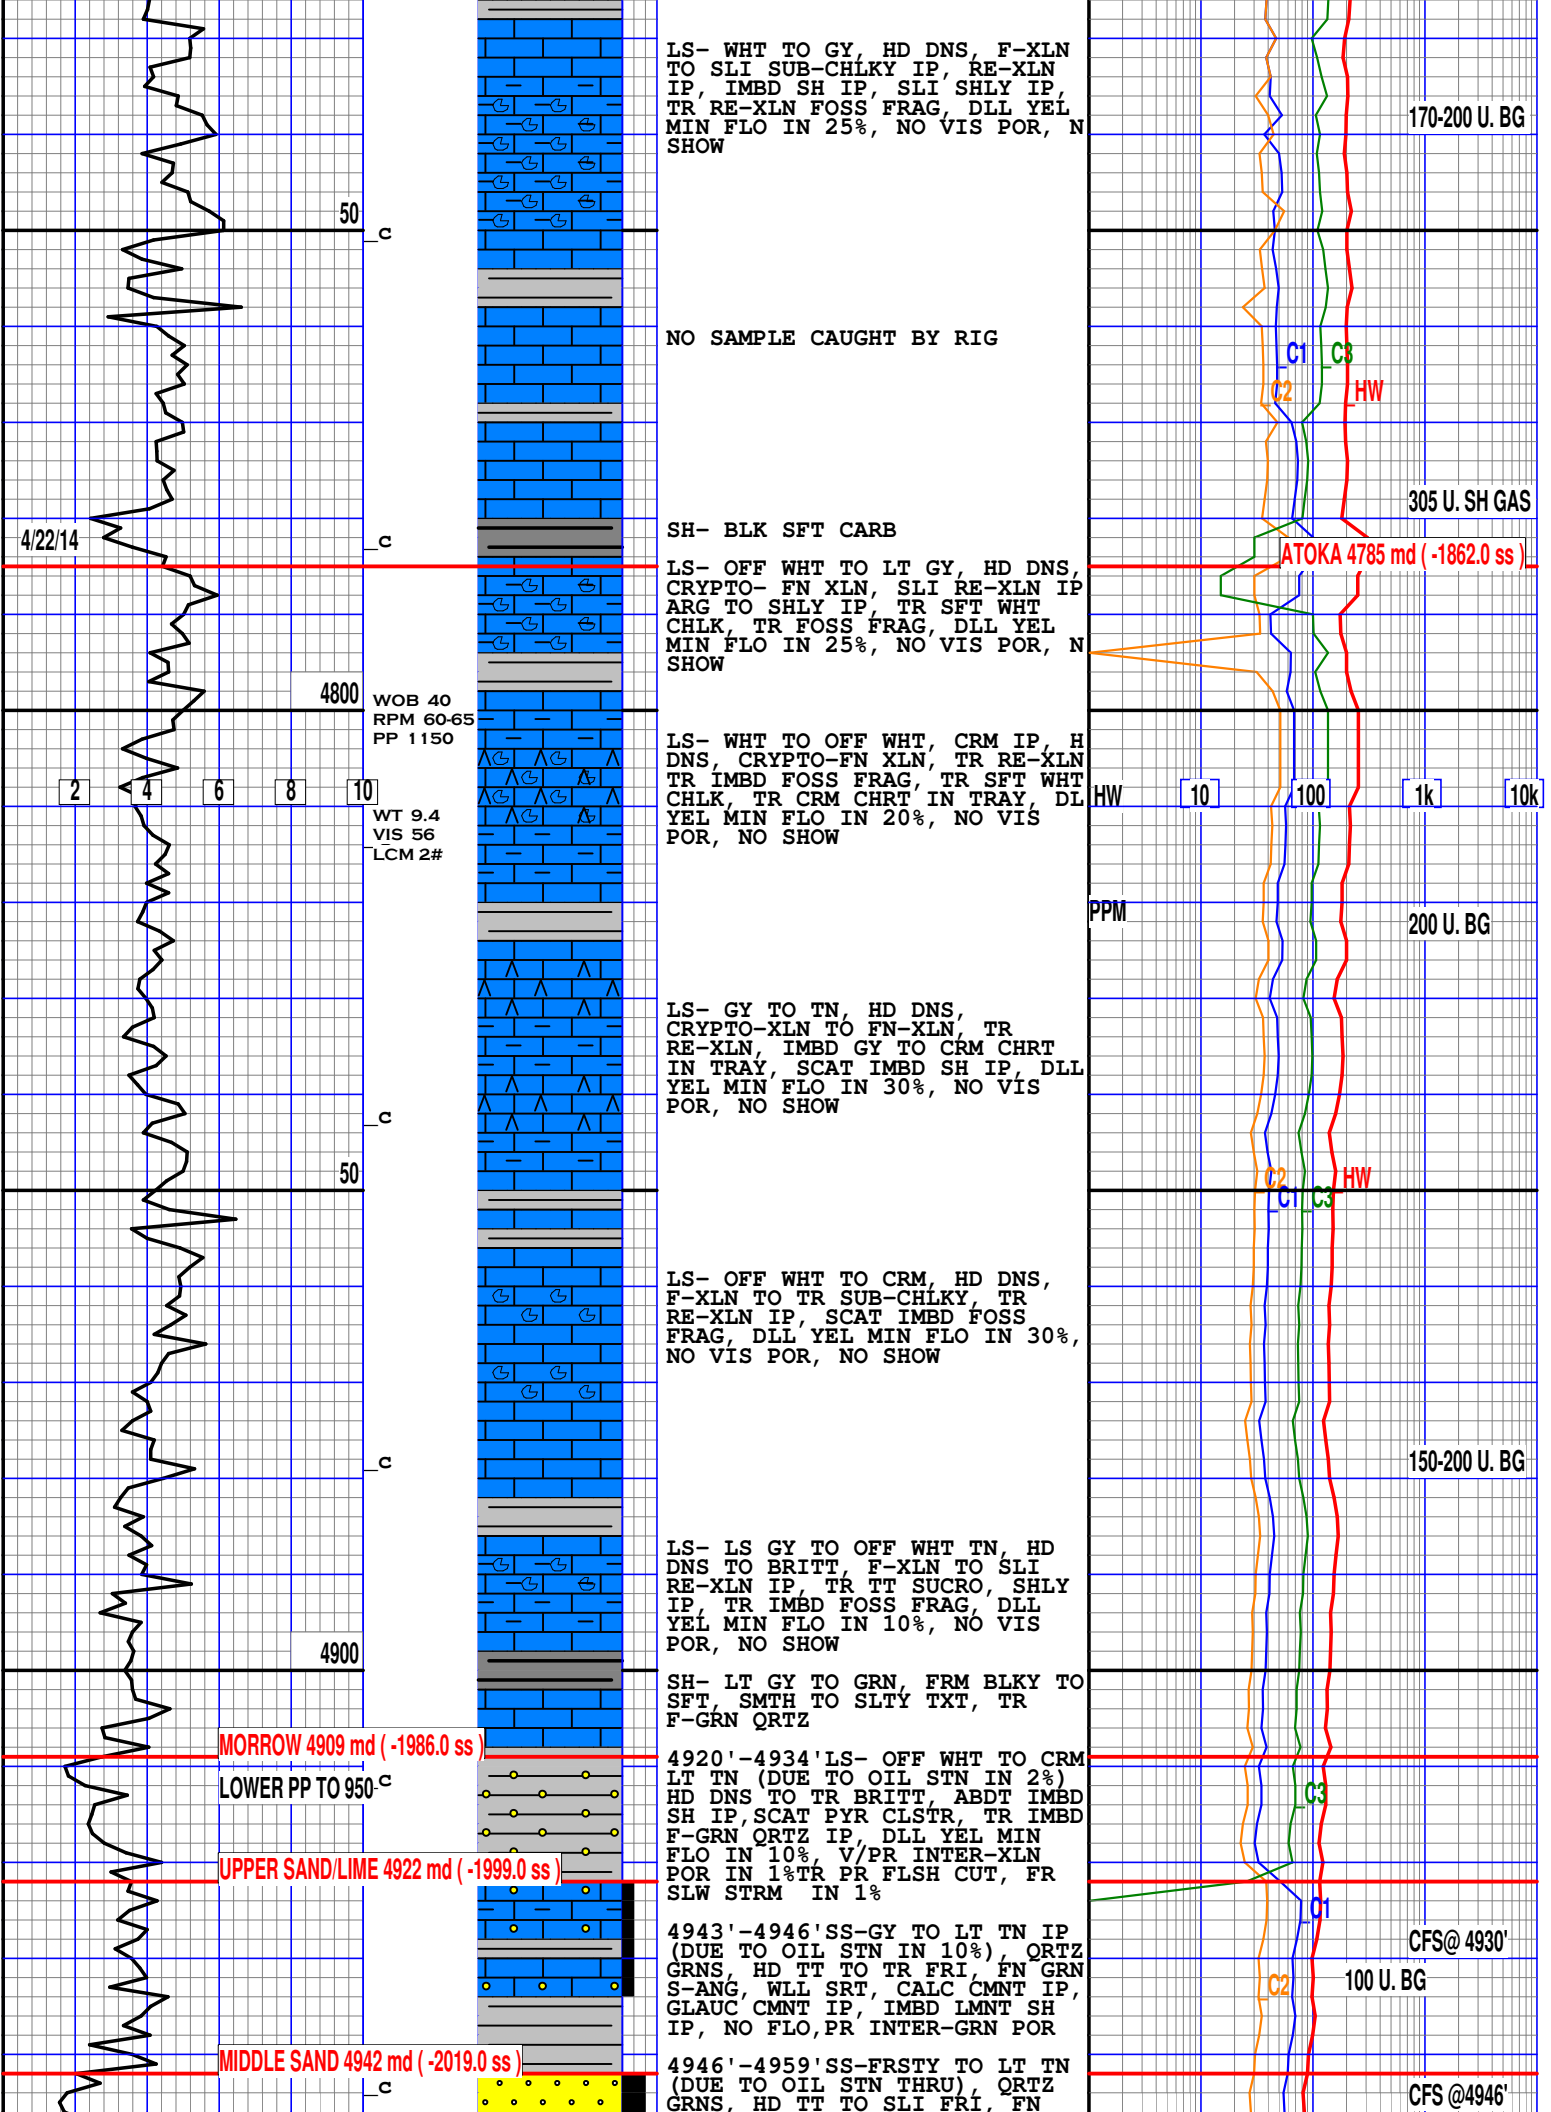 LS- WHT TO GY, HD DNS, F-XLN
TO SLI SUB-CHLKY IP, RE-XLN
IP, IMBD SH IP, SLI SHLY IP,
TR RE-XLN FOSS FRAG, DLL YEL
MIN FLO IN 25%, NO VIS POR, N
SHOW
170-200 U. BG
50
C
NO SAMPLE CAUGHT BY RIG
C1
C3
C2
HW
305 U. SH GAS
4/22/14
C
SH- BLK SFT CARB
ATOKA 4785 md ( -1862.0 ss )
LS- OFF WHT TO LT GY, HD DNS,
CRYPTO- FN XLN, SLI RE-XLN IP
ARG TO SHLY IP, TR SFT WHT
CHLK, TR FOSS FRAG, DLL YEL
MIN FLO IN 25%, NO VIS POR, N
SHOW
4800
WOB 40
RPM 60-65
PP 1150
LS- WHT TO OFF WHT, CRM IP, H
DNS, CRYPTO-FN XLN, TR RE-XLN
TR IMBD FOSS FRAG, TR SFT WHT
CHLK, TR CRM CHRT IN TRAY, DL
YEL MIN FLO IN 20%, NO VIS
POR, NO SHOW
2 4 6 8 10
HW 10 100 1k 10k
WT 9.4
VIS 56
LCM 2#
PPM
200 U. BG
LS- GY TO TN, HD DNS,
CRYPTO-XLN TO FN-XLN, TR
RE-XLN, IMBD GY TO CRM CHRT
IN TRAY, SCAT IMBD SH IP, DLL
YEL MIN FLO IN 30%, NO VIS
POR, NO SHOW
C
50
C2
HW
C1
C3
LS- OFF WHT TO CRM, HD DNS,
F-XLN TO TR SUB-CHLKY, TR
RE-XLN IP, SCAT IMBD FOSS
FRAG, DLL YEL MIN FLO IN 30%,
NO VIS POR, NO SHOW
C
150-200 U. BG
LS- LS GY TO OFF WHT TN, HD
DNS TO BRITT, F-XLN TO SLI
RE-XLN IP, TR TT SUCRO, SHLY
IP, TR IMBD FOSS FRAG, DLL
YEL MIN FLO IN 10%, NO VIS
POR, NO SHOW
4900
SH- LT GY TO GRN, FRM BLKY TO
SFT, SMTH TO SLTY TXT, TR
F-GRN QRTZ
MORROW 4909 md ( -1986.0 ss )
LOWER PP TO 950
C
4920'-4934'LS- OFF WHT TO CRM
LT TN (DUE TO OIL STN IN 2%)
HD DNS TO TR BRITT, ABDT IMBD
SH IP,SCAT PYR CLSTR, TR IMBD
F-GRN QRTZ IP, DLL YEL MIN
FLO IN 10%, V/PR INTER-XLN
POR IN 1%TR PR FLSH CUT, FR
SLW STRM IN 1%
C3
UPPER SAND/LIME 4922 md ( -1999.0 ss )
C1
4943'-4946'SS-GY TO LT TN IP
(DUE TO OIL STN IN 10%), QRTZ
GRNS, HD TT TO TR FRI, FN GRN
S-ANG, WLL SRT, CALC CMNT IP,
GLAUC CMNT IP, IMBD LMNT SH
IP, NO FLO,PR INTER-GRN POR
CFS@ 4930'
C2
100 U. BG
MIDDLE SAND 4942 md ( -2019.0 ss )
C
4946'-4959'SS-FRSTY TO LT TN
(DUE TO OIL STN THRU), QRTZ
GRNS, HD TT TO SLI FRI, FN
CFS @4946'